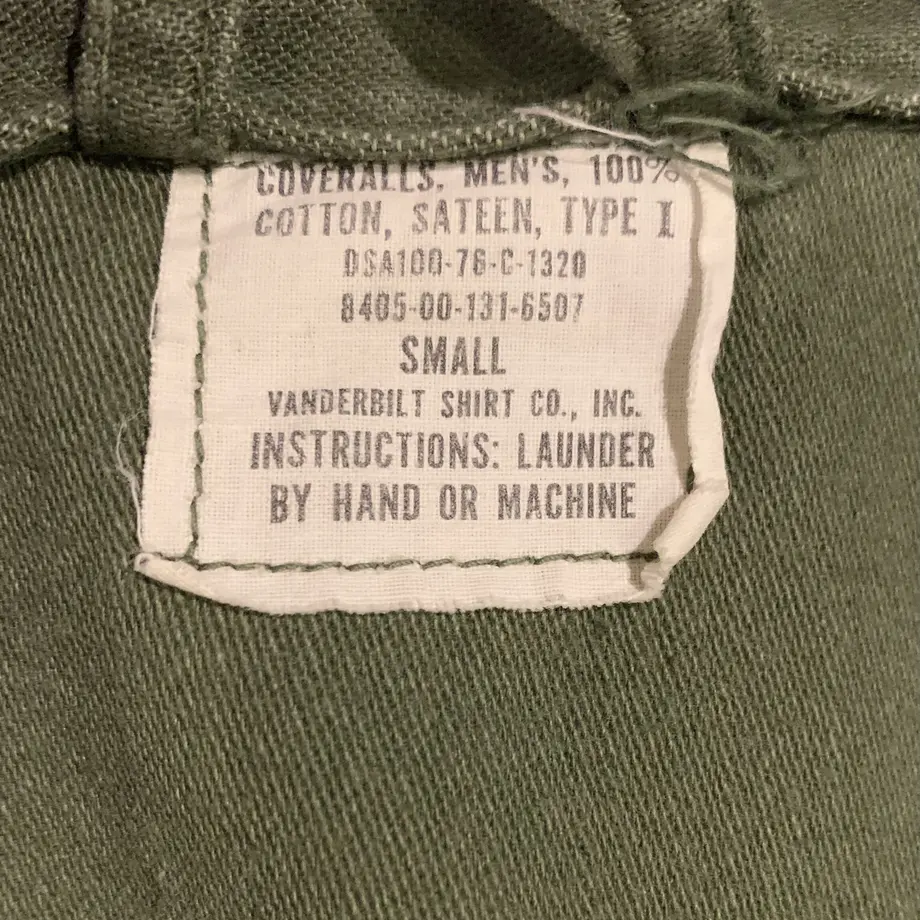 COVERALLS, MEN'S, 100%
COTTON, SATEEN, TYPE I
DSA100-76-C-1320
8405-00-131-6507
SMALL
VANDERBILT SHIRT CO., INC.
INSTRUCTIONS: LAUNDER
BY HAND OR MACHINE